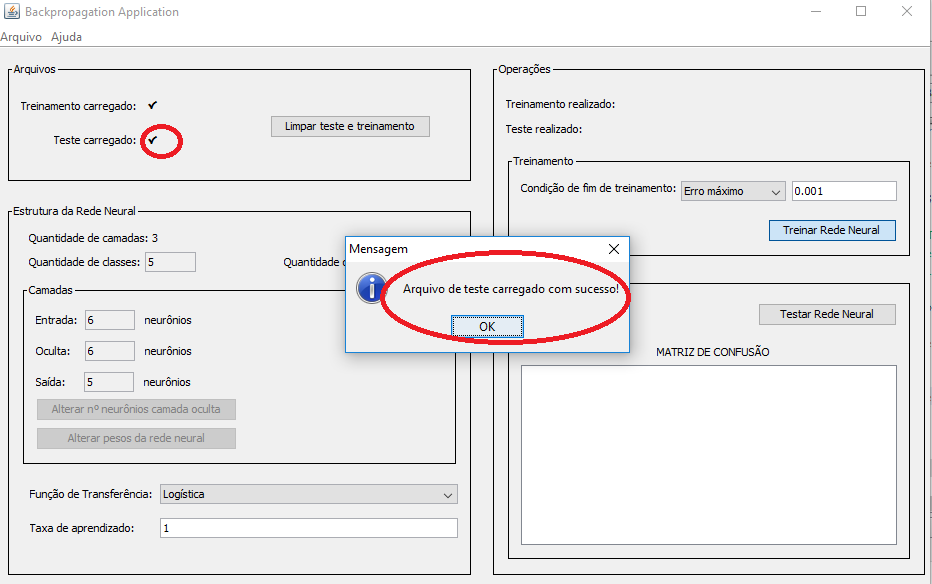 Backpropagation Application
Arquivo Ajuda
Arquivos
Treinamento carregado: ✔
Teste carregado: ✔
Limpar teste e treinamento
Estrutura da Rede Neural
Quantidade de camadas: 3
Quantidade de classes: 5
Quantidade
Camadas
Entrada: 6 neurônios
Oculta: 6 neurônios
Saída: 5 neurônios
Alterar nº neurônios camada oculta
Alterar pesos da rede neural
Função de Transferência: Logística
Taxa de aprendizado: 1
Mensagem
Arquivo de teste carregado com sucesso!
OK
Operações
Treinamento realizado:
Teste realizado:
Treinamento
Condição de fim de treinamento: Erro máximo 0.001
Treinar Rede Neural
Testar Rede Neural
MATRIZ DE CONFUSÃO